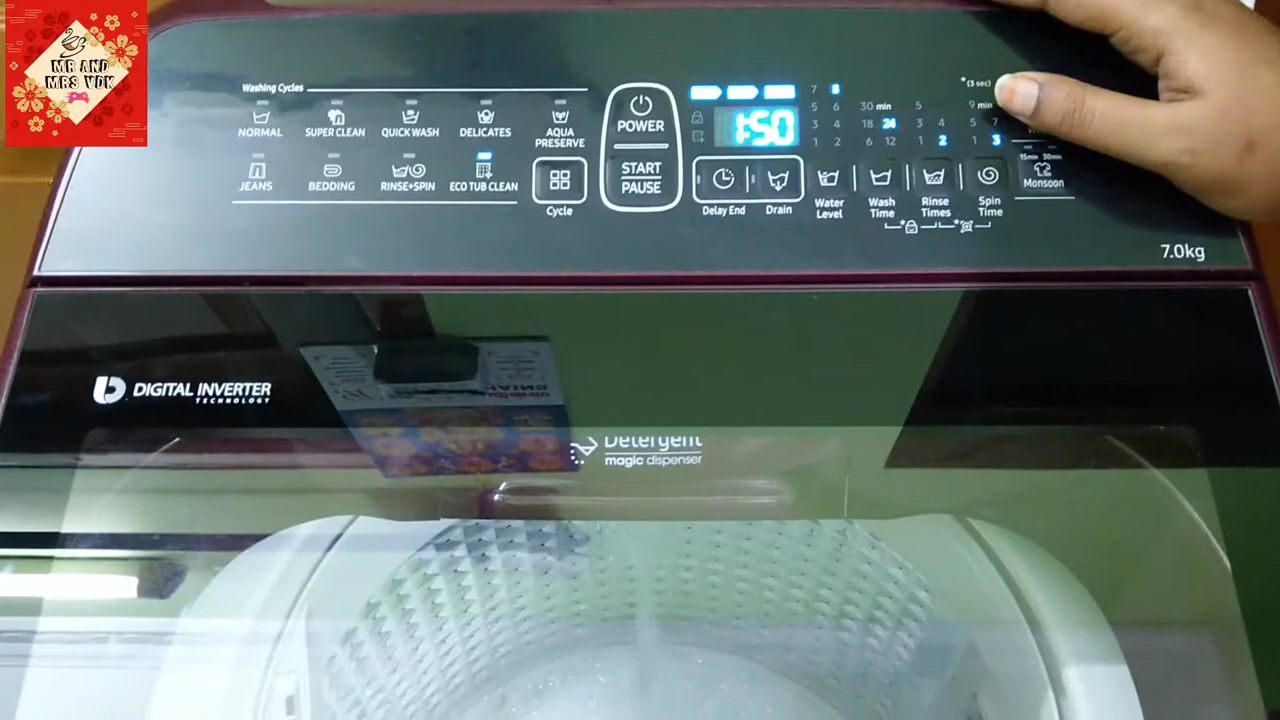 MR AND
MRS VDK
Washing Cycles
NORMAL
SUPER CLEAN
QUICK WASH
DELICATES
AQUA
PRESERVE
JEANS
BEDDING
RINSE+SPIN
ECO TUB CLEAN
Cycle
POWER
START
PAUSE
1:50
Delay End
Drain
7 8
5 6
3 4
1 2
Water
Level
30 min
18 24
6 12
Wash
Time
5
3 4
1 2
Rinse
Times
*(3 sec)
9 min
5 7
1 3
Spin
Time
15min 30min
Monsoon
7.0kg
DIGITAL INVERTER
TECHNOLOGY
Detergent
magic dispenser